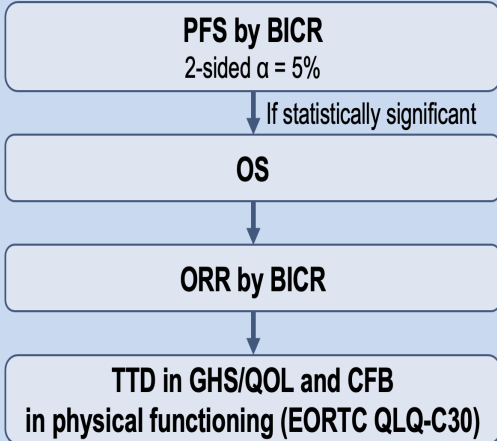 PFS by BICR
2-sided α = 5%
If statistically significant
OS
ORR by BICR
TTD in GHS/QOL and CFB
in physical functioning (EORTC QLQ-C30)